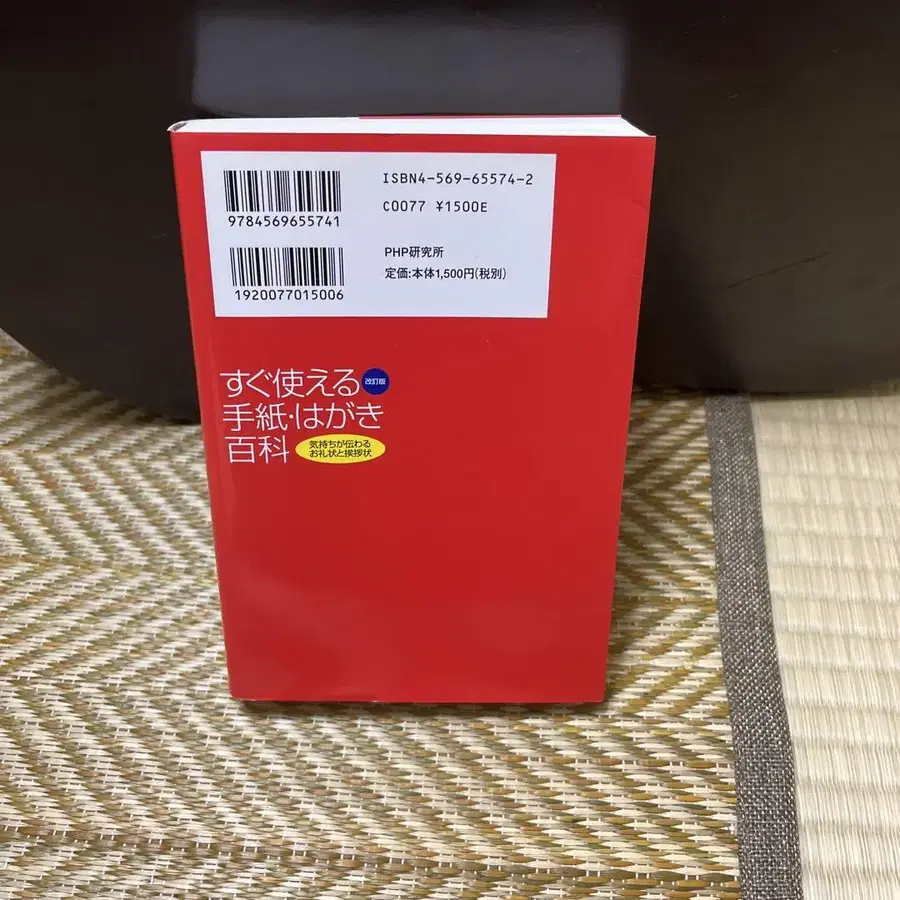 ISBN4-569-65574-2
C0077 ¥1500E
9784569655741
PHP研究所
定価:本体1,500円(税別)
1920077015006
すぐ使える
改訂版
手紙・はがき
百科
気持ちが伝わる
お礼状と挨拶状